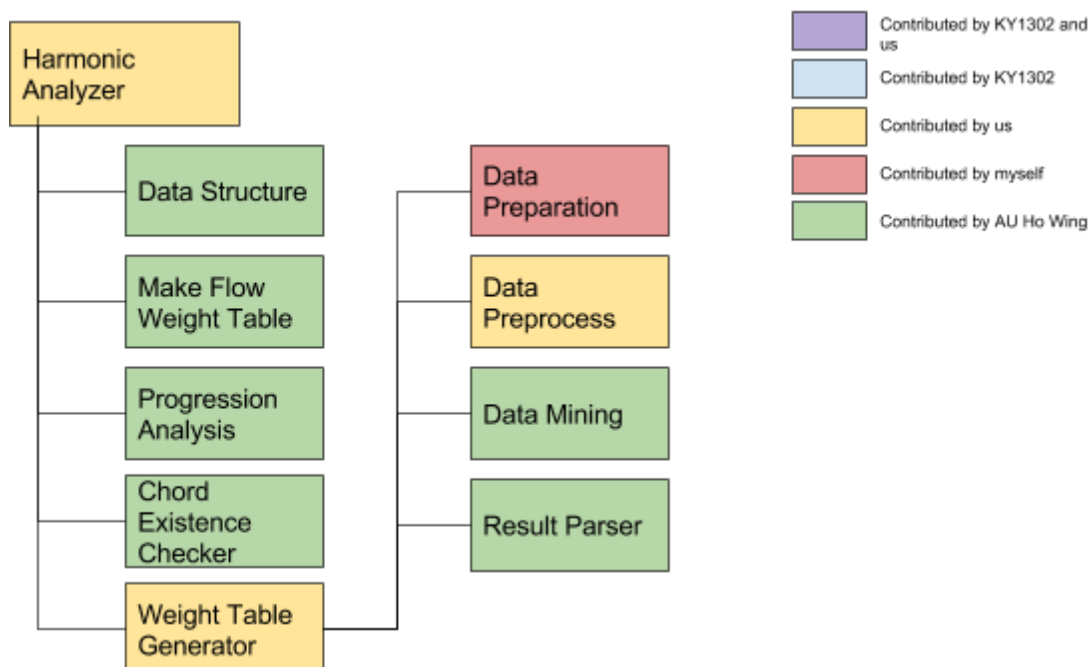 Harmonic
Analyzer
Data Structure
Make Flow
Weight Table
Progression
Analysis
Chord
Existence
Checker
Weight Table
Generator
Data
Preparation
Data
Preprocess
Data Mining
Result Parser
Contributed by KY1302 and
us
Contributed by KY1302
Contributed by us
Contributed by myself
Contributed by AU Ho Wing